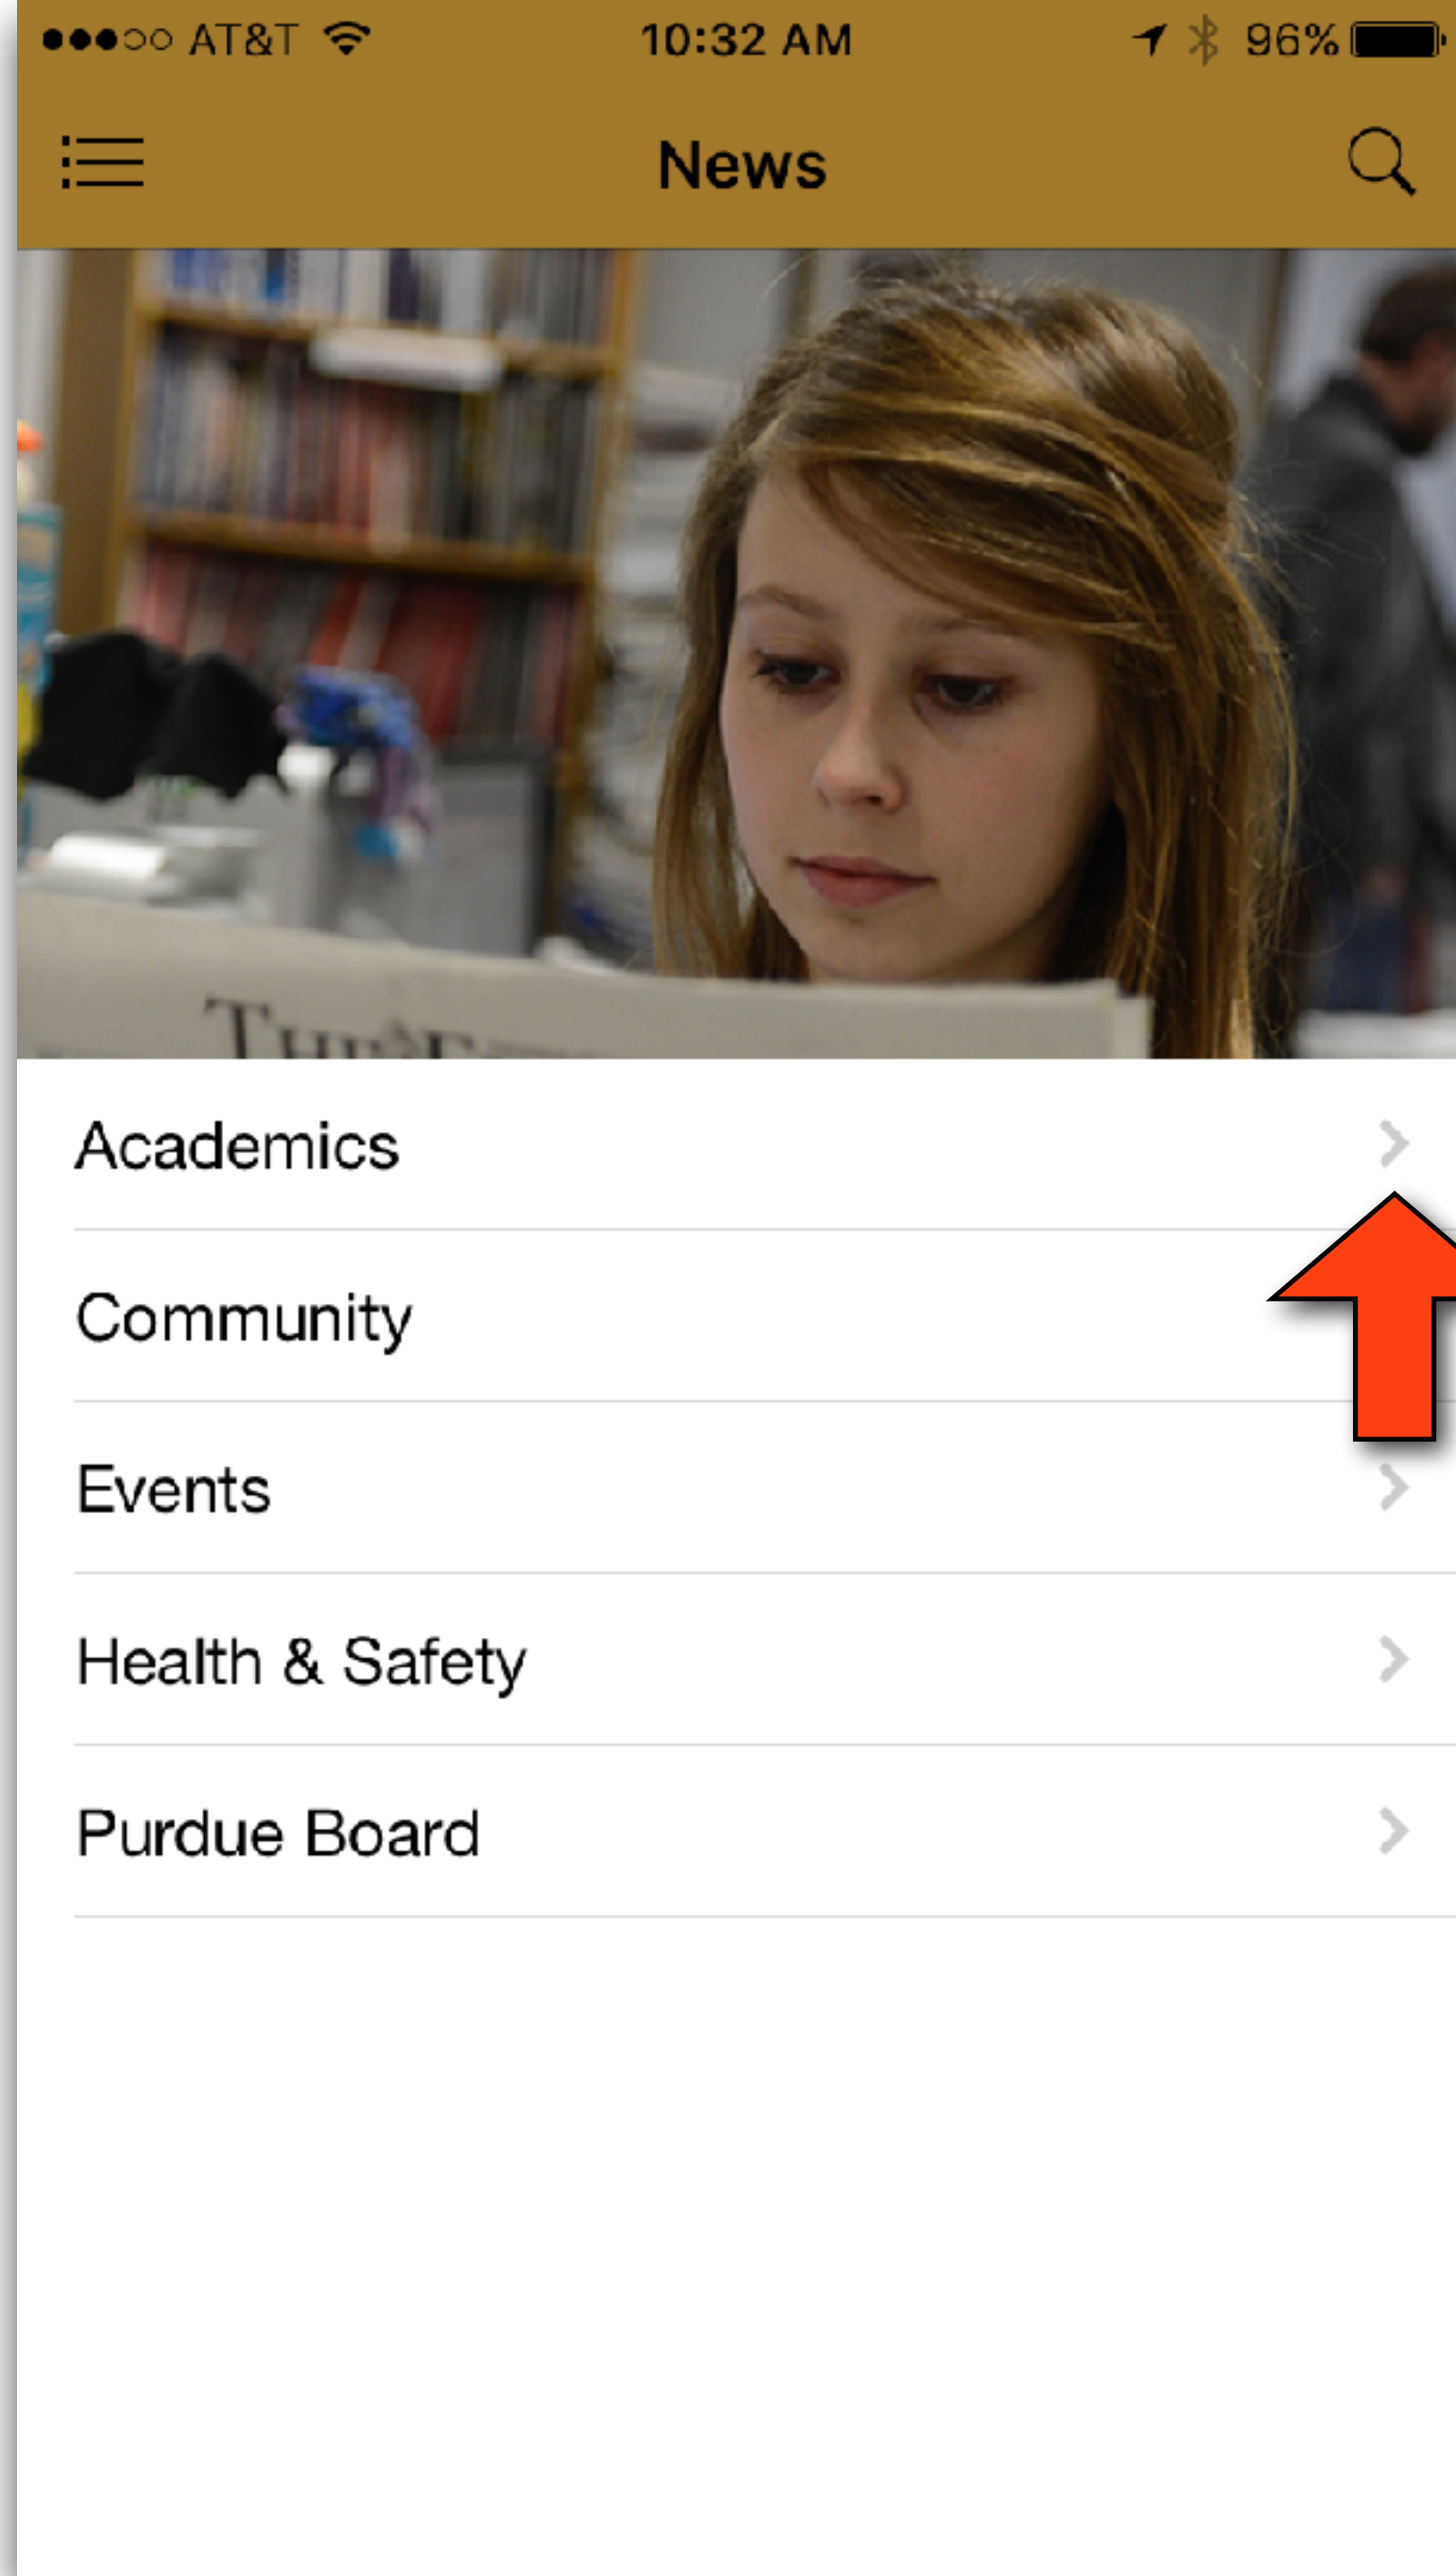 AT&T 10:32 AM 96%
News
Academics
Community
Events
Health & Safety
Purdue Board